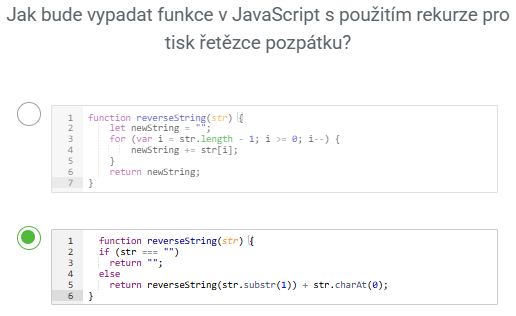 Jak bude vypadat funkce v JavaScript s použitím rekurze pro
tisk řetězce pozpátku?
1 function reverseString(str) {
2 let newString = "";
3 for (var i = str.length - 1; i >= 0; i--) {
4 newString += str[i];
5 }
6 return newString;
7 }
1 function reverseString(str) {
2 if (str === "")
3 return "";
4 else
5 return reverseString(str.substr(1)) + str.charAt(0);
6 }